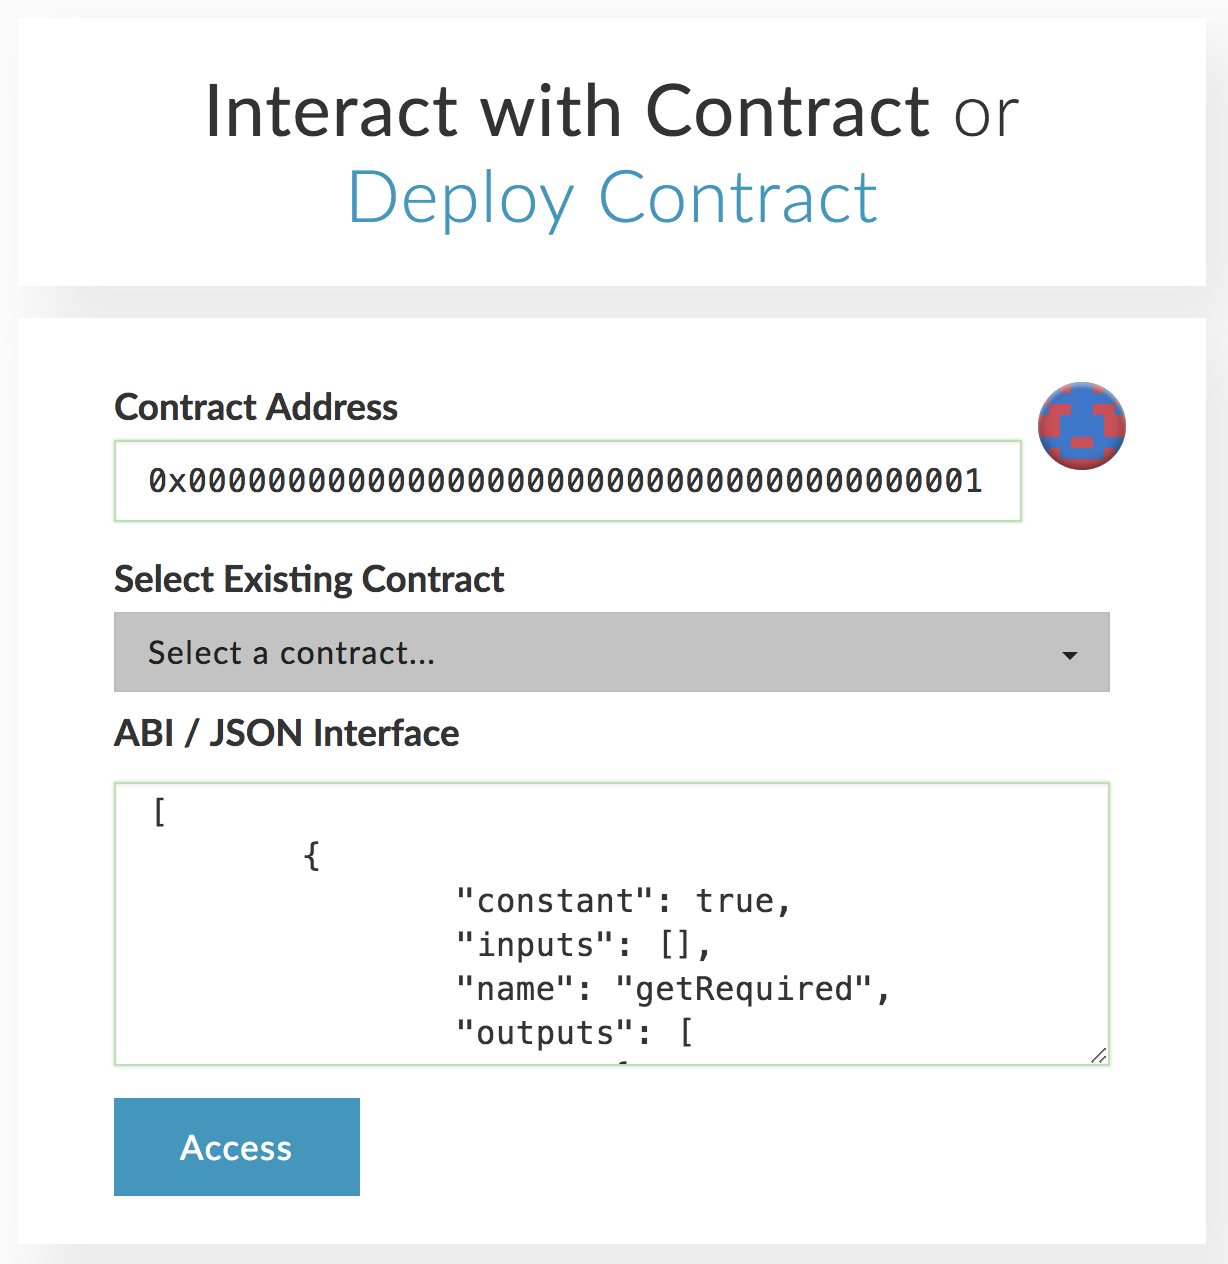 Interact with Contract or
Deploy Contract
Contract Address
0x0000000000000000000000000000000000000001
Select Existing Contract
Select a contract...
ABI / JSON Interface
[
{
"constant": true,
"inputs": [],
"name": "getRequired",
"outputs": [
Access